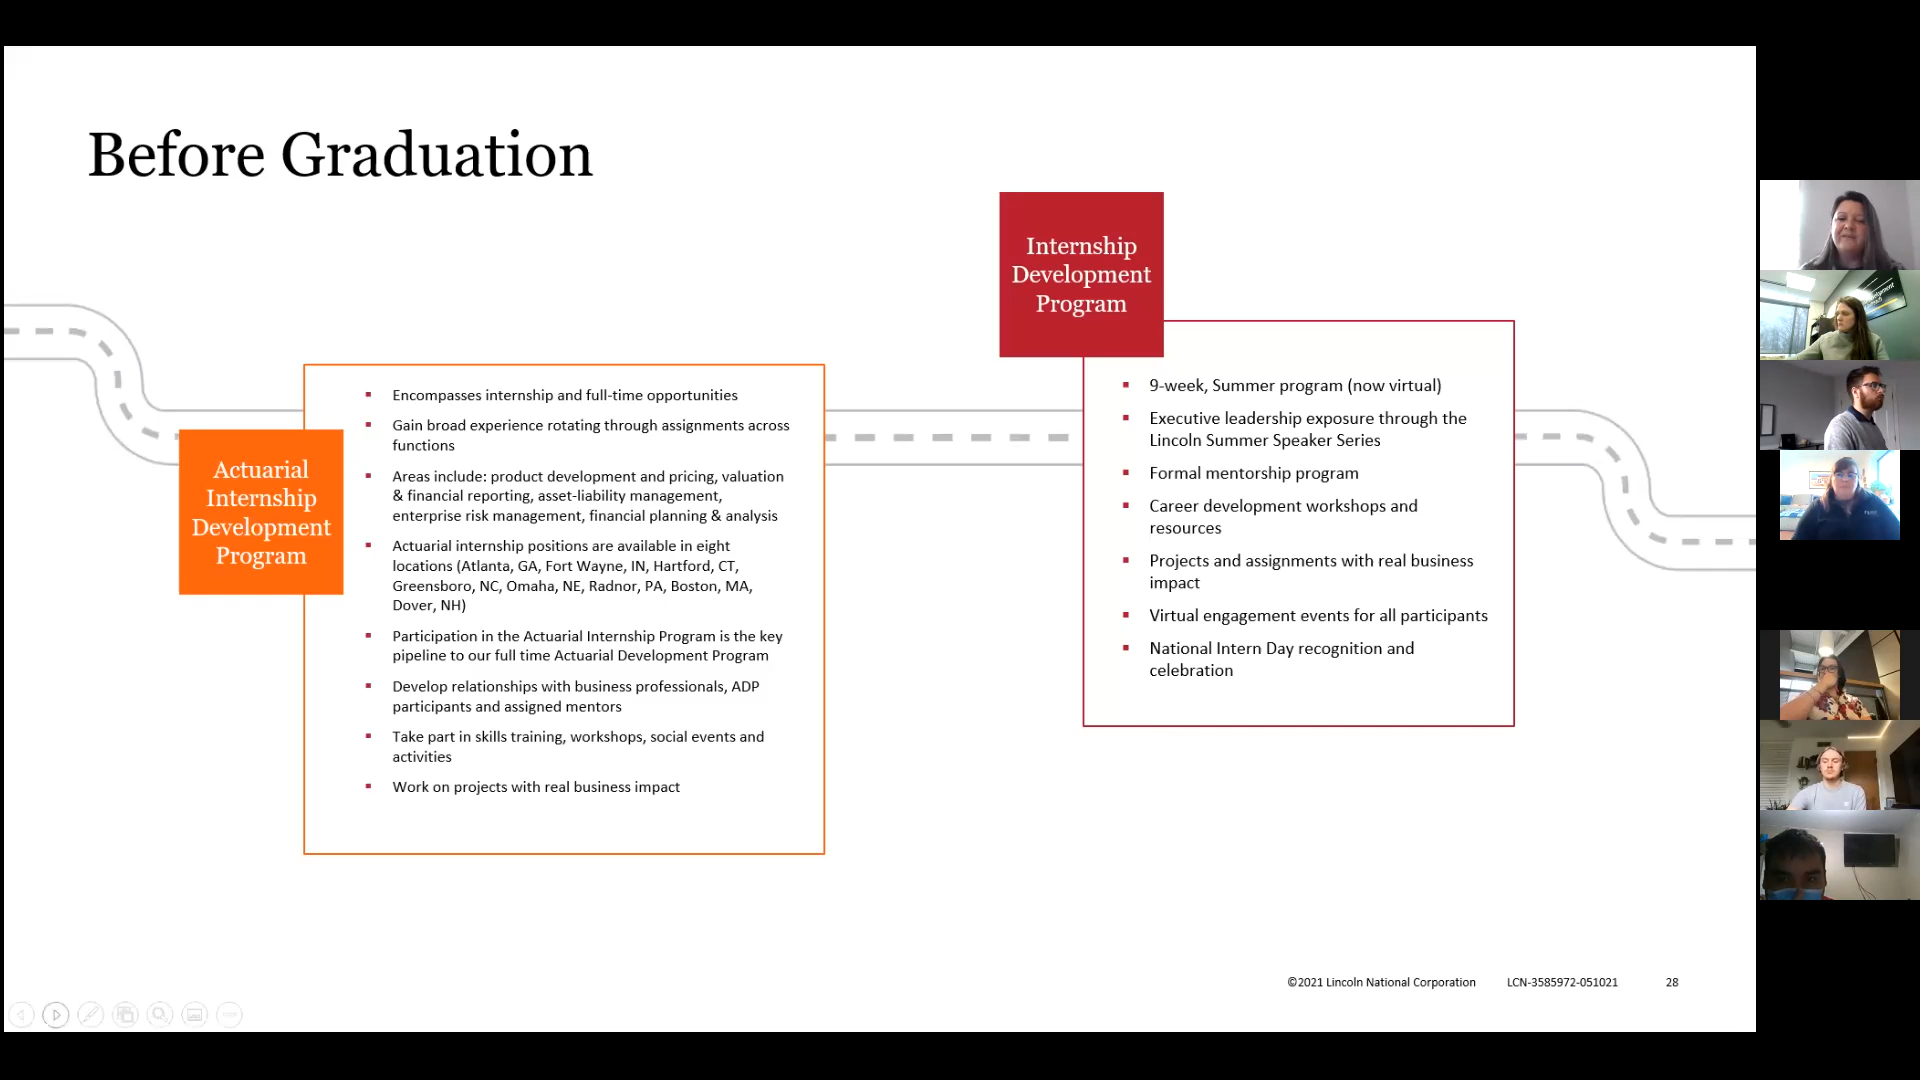 Before Graduation
Actuarial
Internship
Development
Program
Encompasses internship and full-time opportunities
Gain broad experience rotating through assignments across
functions
Areas include: product development and pricing, valuation
& financial reporting, asset-liability management,
enterprise risk management, financial planning & analysis
Actuarial internship positions are available in eight
locations (Atlanta, GA, Fort Wayne, IN, Hartford, CT,
Greensboro, NC, Omaha, NE, Radnor, PA, Boston, MA,
Dover, NH)
Participation in the Actuarial Internship Program is the key
pipeline to our full time Actuarial Development Program
Develop relationships with business professionals, ADP
participants and assigned mentors
Take part in skills training, workshops, social events and
activities
Work on projects with real business impact
Internship
Development
Program
9-week, Summer program (now virtual)
Executive leadership exposure through the
Lincoln Summer Speaker Series
Formal mentorship program
Career development workshops and
resources
Projects and assignments with real business
impact
Virtual engagement events for all participants
National Intern Day recognition and
celebration
©2021 Lincoln National Corporation
LCN-3585972-051021
28